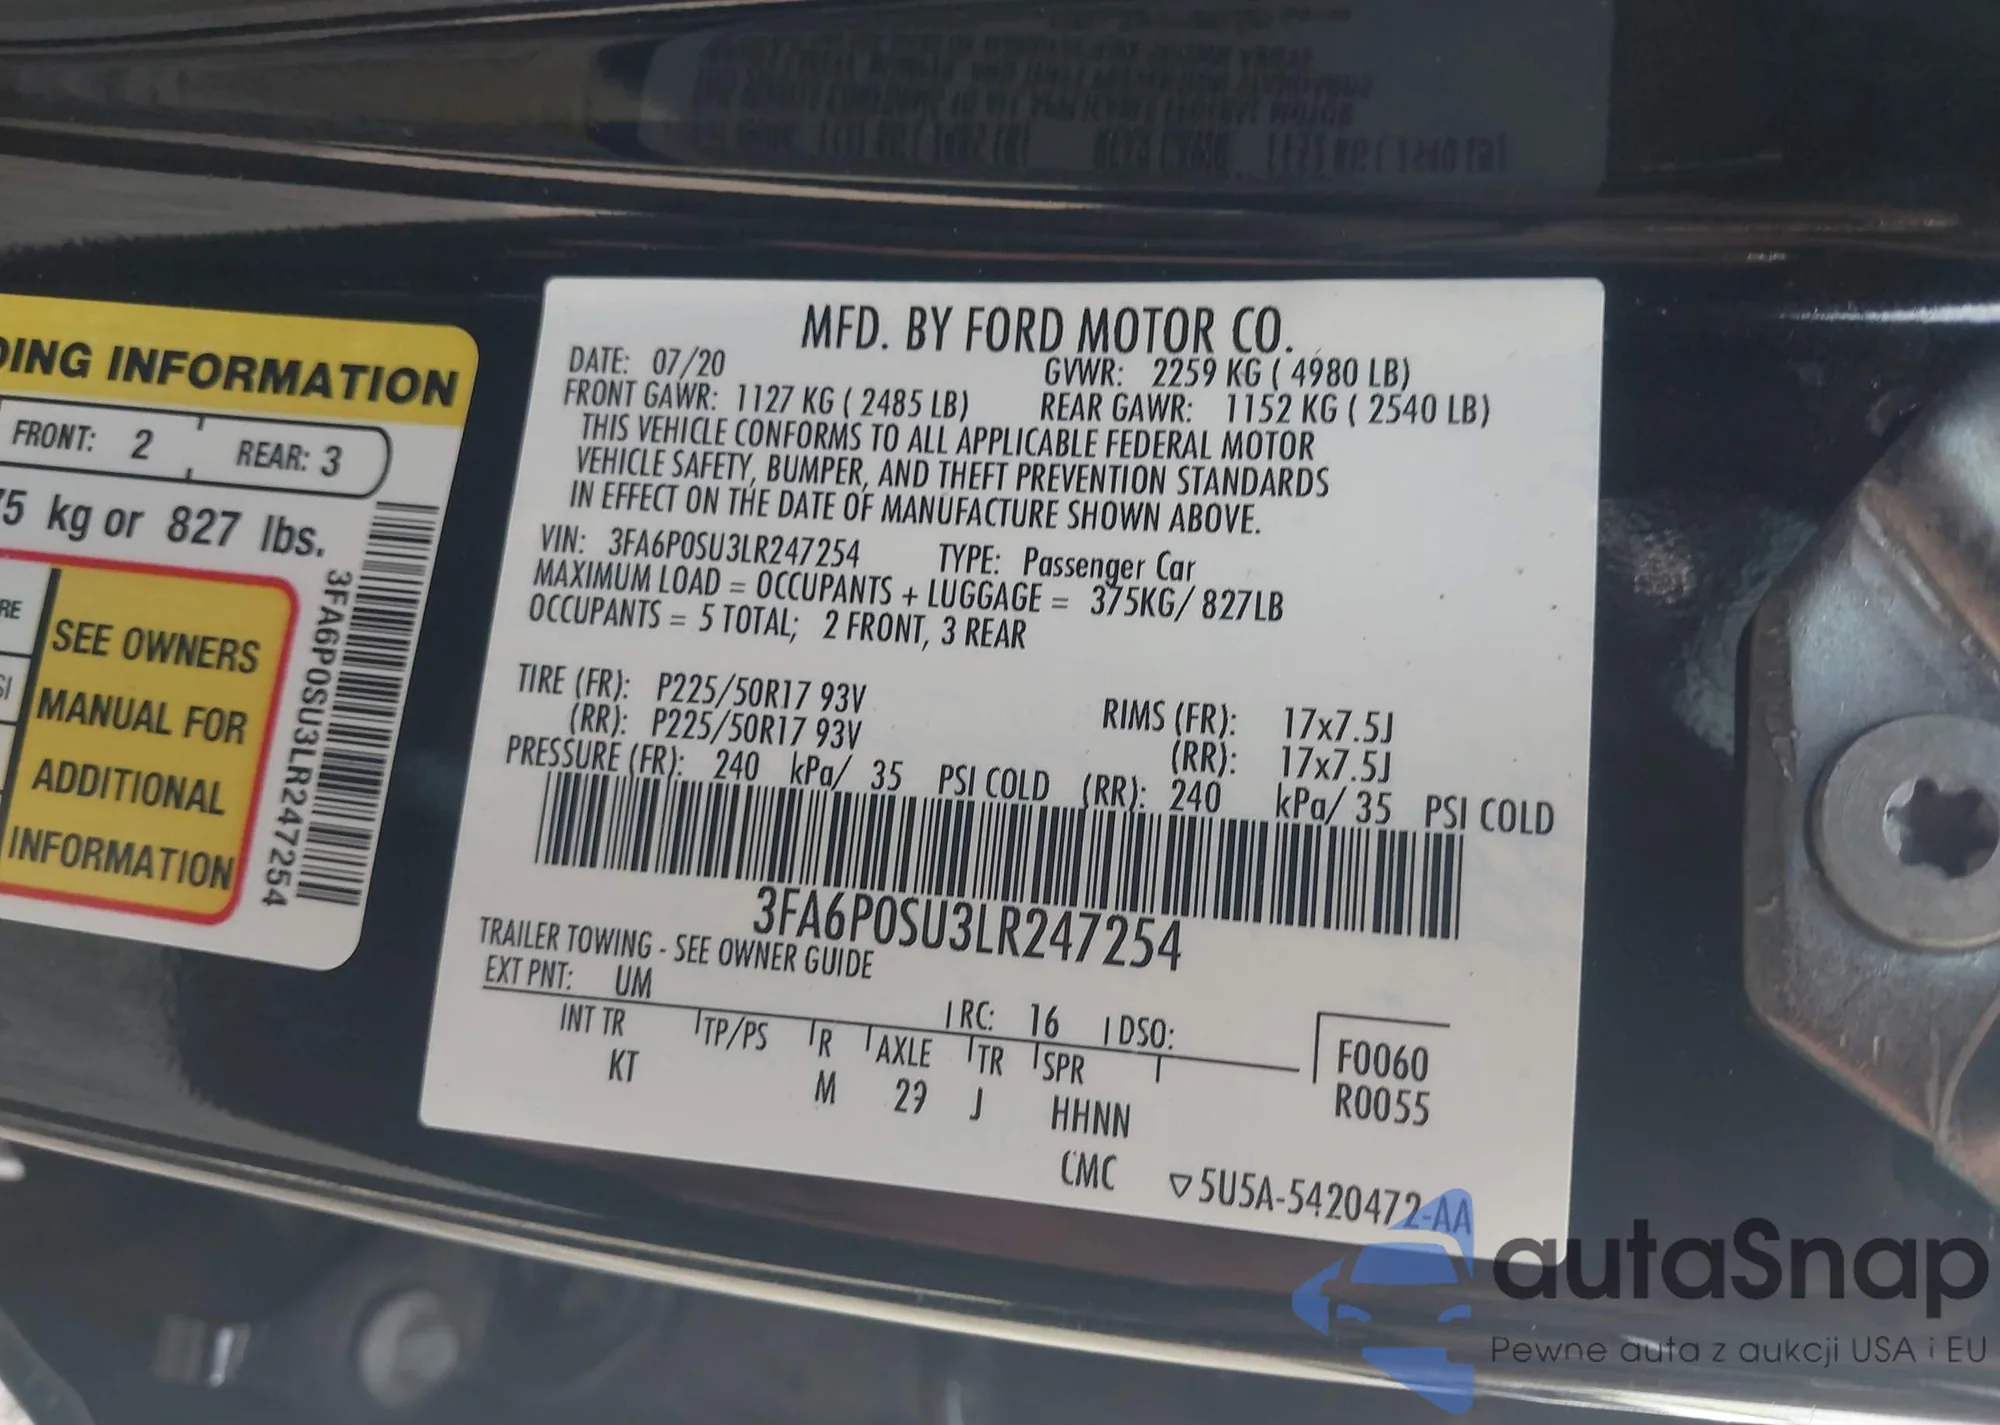 DING INFORMATION
FRONT: 2 REAR: 3
75 kg or 827 lbs.
RE
SI
SEE OWNERS
MANUAL FOR
ADDITIONAL
INFORMATION
3FA6P0SU3LR247254
MFD. BY FORD MOTOR CO.
DATE: 07/20 GVWR: 2259 KG ( 4980 LB)
FRONT GAWR: 1127 KG ( 2485 LB) REAR GAWR: 1152 KG ( 2540 LB)
THIS VEHICLE CONFORMS TO ALL APPLICABLE FEDERAL MOTOR
VEHICLE SAFETY, BUMPER, AND THEFT PREVENTION STANDARDS
IN EFFECT ON THE DATE OF MANUFACTURE SHOWN ABOVE.
VIN: 3FA6P0SU3LR247254 TYPE: Passenger Car
MAXIMUM LOAD = OCCUPANTS + LUGGAGE = 375KG/ 827LB
OCCUPANTS = 5 TOTAL; 2 FRONT, 3 REAR
TIRE (FR): P225/50R17 93V RIMS (FR): 17x7.5J
(RR): P225/50R17 93V (RR): 17x7.5J
PRESSURE (FR): 240 kPa/ 35 PSI COLD (RR): 240 kPa/ 35 PSI COLD
3FA6P0SU3LR247254
TRAILER TOWING - SEE OWNER GUIDE
EXT PNT: UM RC: 16 DSO:
INT TR TP/PS R AXLE TR SPR F0060
KT M 29 J HHNN R0055
CMC ▽5U5A-5420472-AA
autaSnap
Pewne auta z aukcji USA i EU